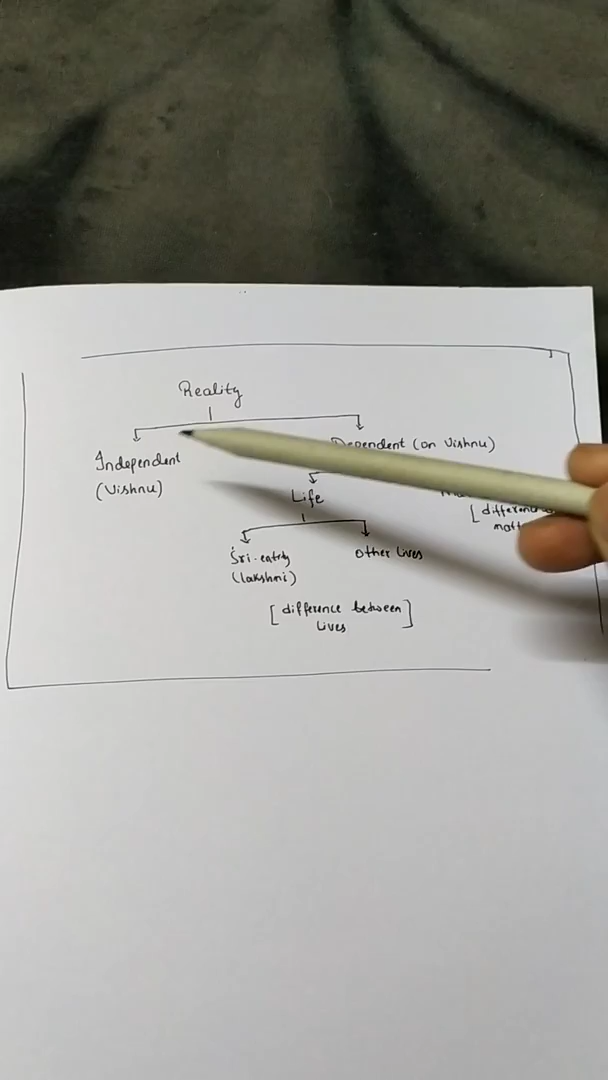 Reality
Independent
(Vishnu)
Dependent (on Vishnu)
Life
Śri-entity
(Lakshmi)
other lives
[difference between
lives]